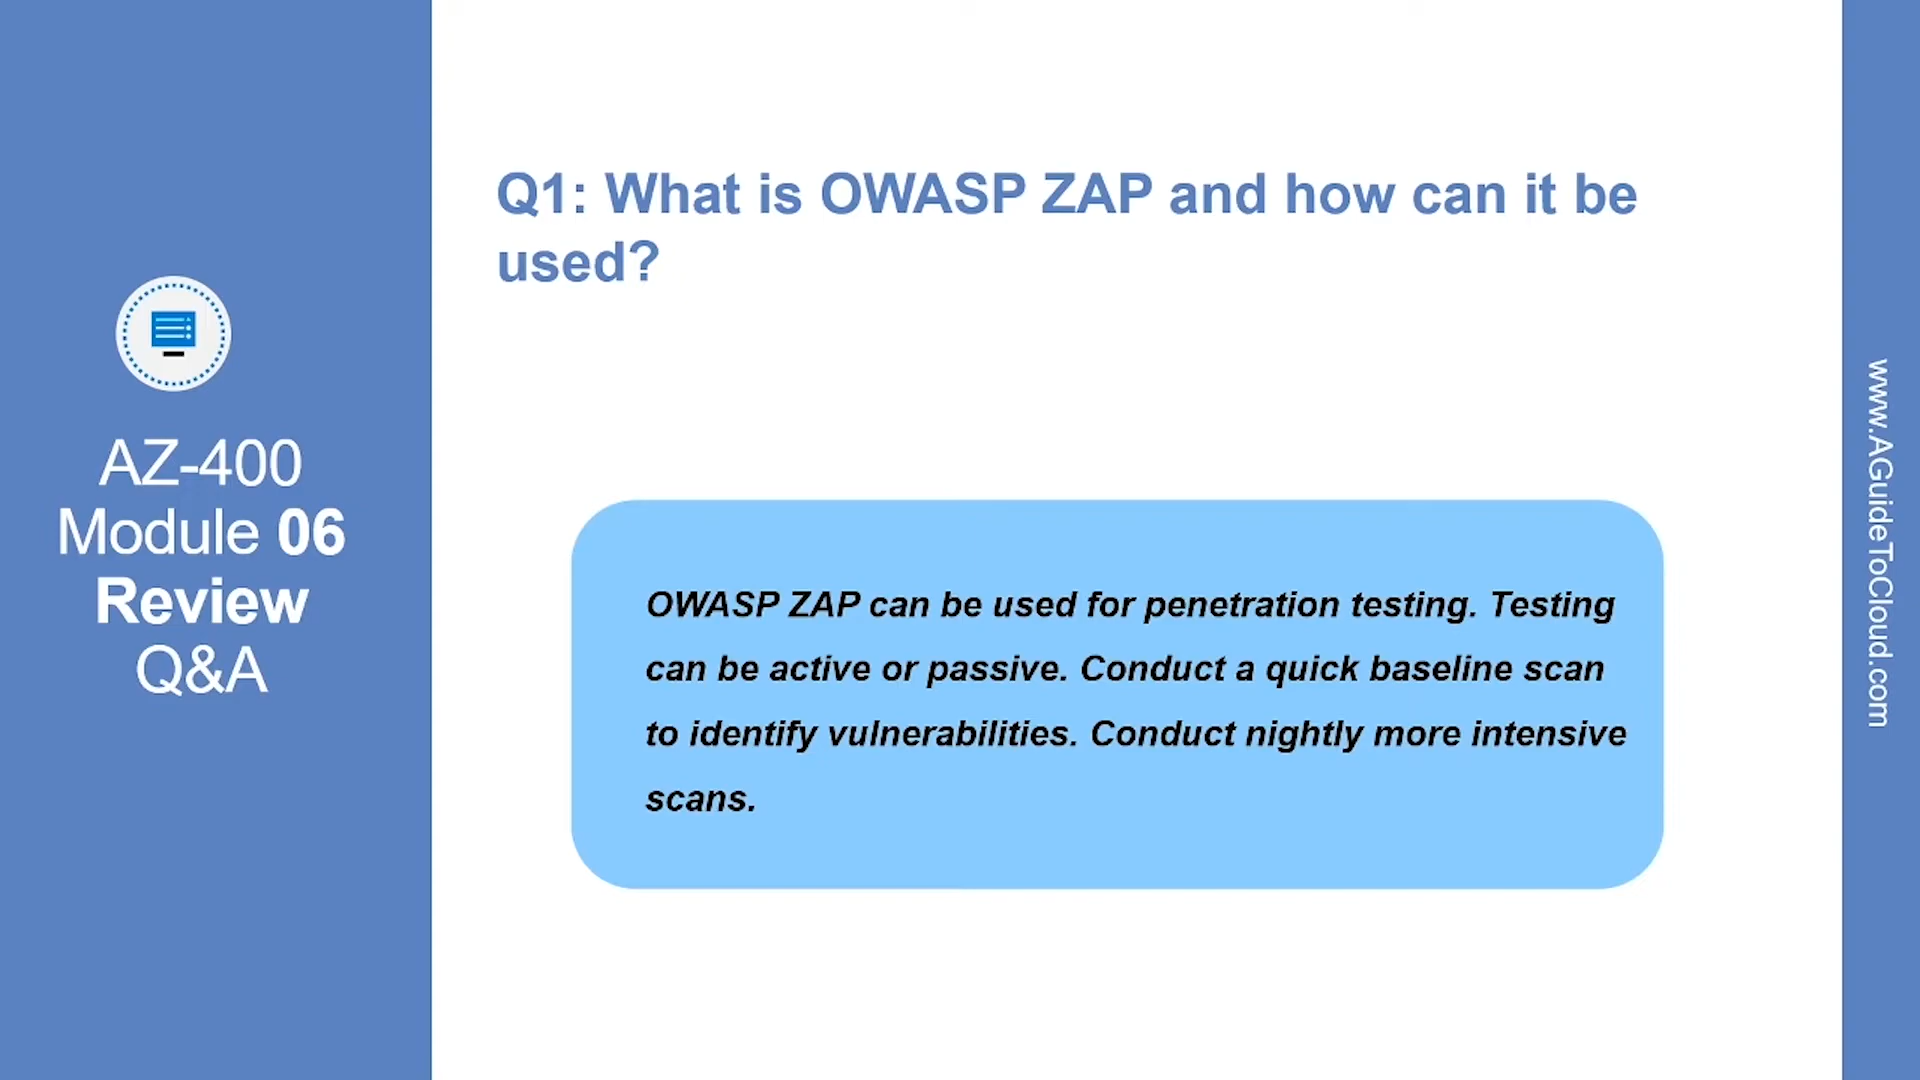 AZ-400
Module 06
Review
Q&A
Q1: What is OWASP ZAP and how can it be
used?
OWASP ZAP can be used for penetration testing. Testing
can be active or passive. Conduct a quick baseline scan
to identify vulnerabilities. Conduct nightly more intensive
scans.
www.AGuideToCloud.com